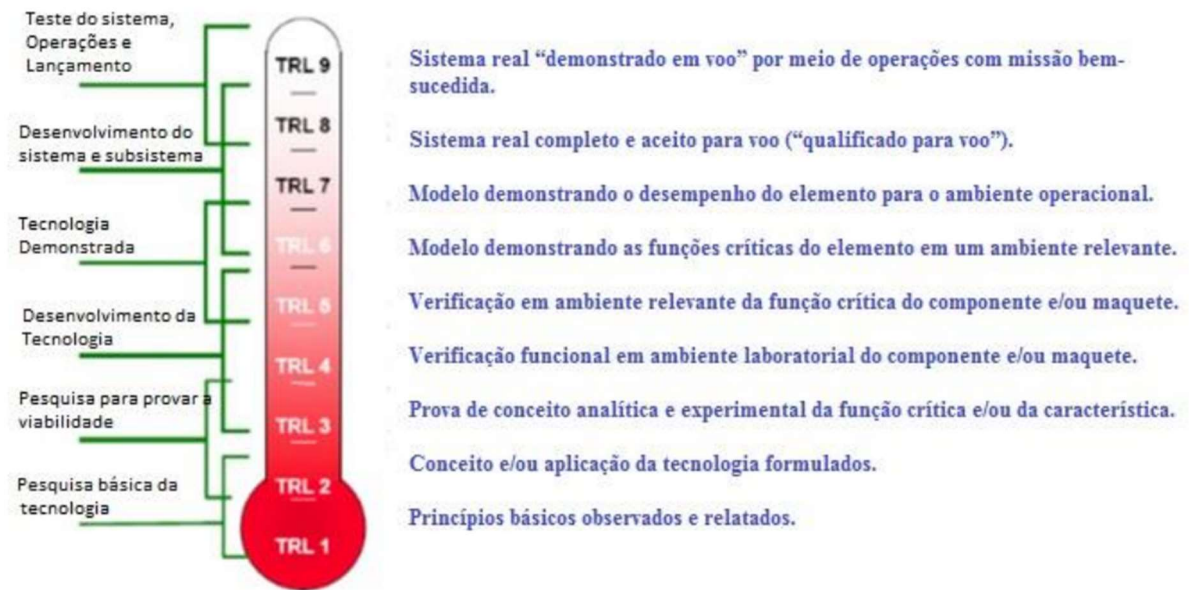 Teste do sistema,
Operações e
Lançamento
Desenvolvimento do
sistema e subsistema
Tecnologia
Demonstrada
Desenvolvimento da
Tecnologia
Pesquisa para provar a
viabilidade
Pesquisa básica da
tecnologia
TRL 9
TRL 8
TRL 7
TRL 6
TRL 5
TRL 4
TRL 3
TRL 2
TRL 1
Sistema real “demonstrado em voo” por meio de operações com missão bem-
sucedida.
Sistema real completo e aceito para voo (“qualificado para voo”).
Modelo demonstrando o desempenho do elemento para o ambiente operacional.
Modelo demonstrando as funções críticas do elemento em um ambiente relevante.
Verificação em ambiente relevante da função crítica do componente e/ou maquete.
Verificação funcional em ambiente laboratorial do componente e/ou maquete.
Prova de conceito analítica e experimental da função crítica e/ou da característica.
Conceito e/ou aplicação da tecnologia formulados.
Princípios básicos observados e relatados.